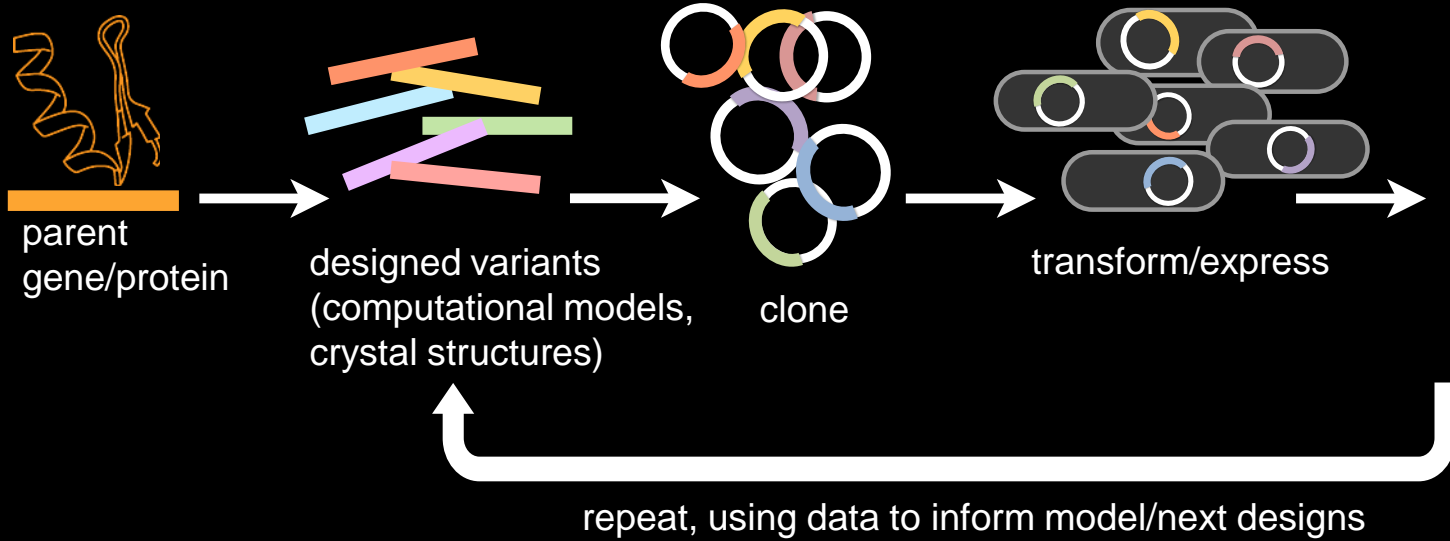 parent
gene/protein
designed variants
(computational models,
crystal structures)
clone
transform/express
repeat, using data to inform model/next designs